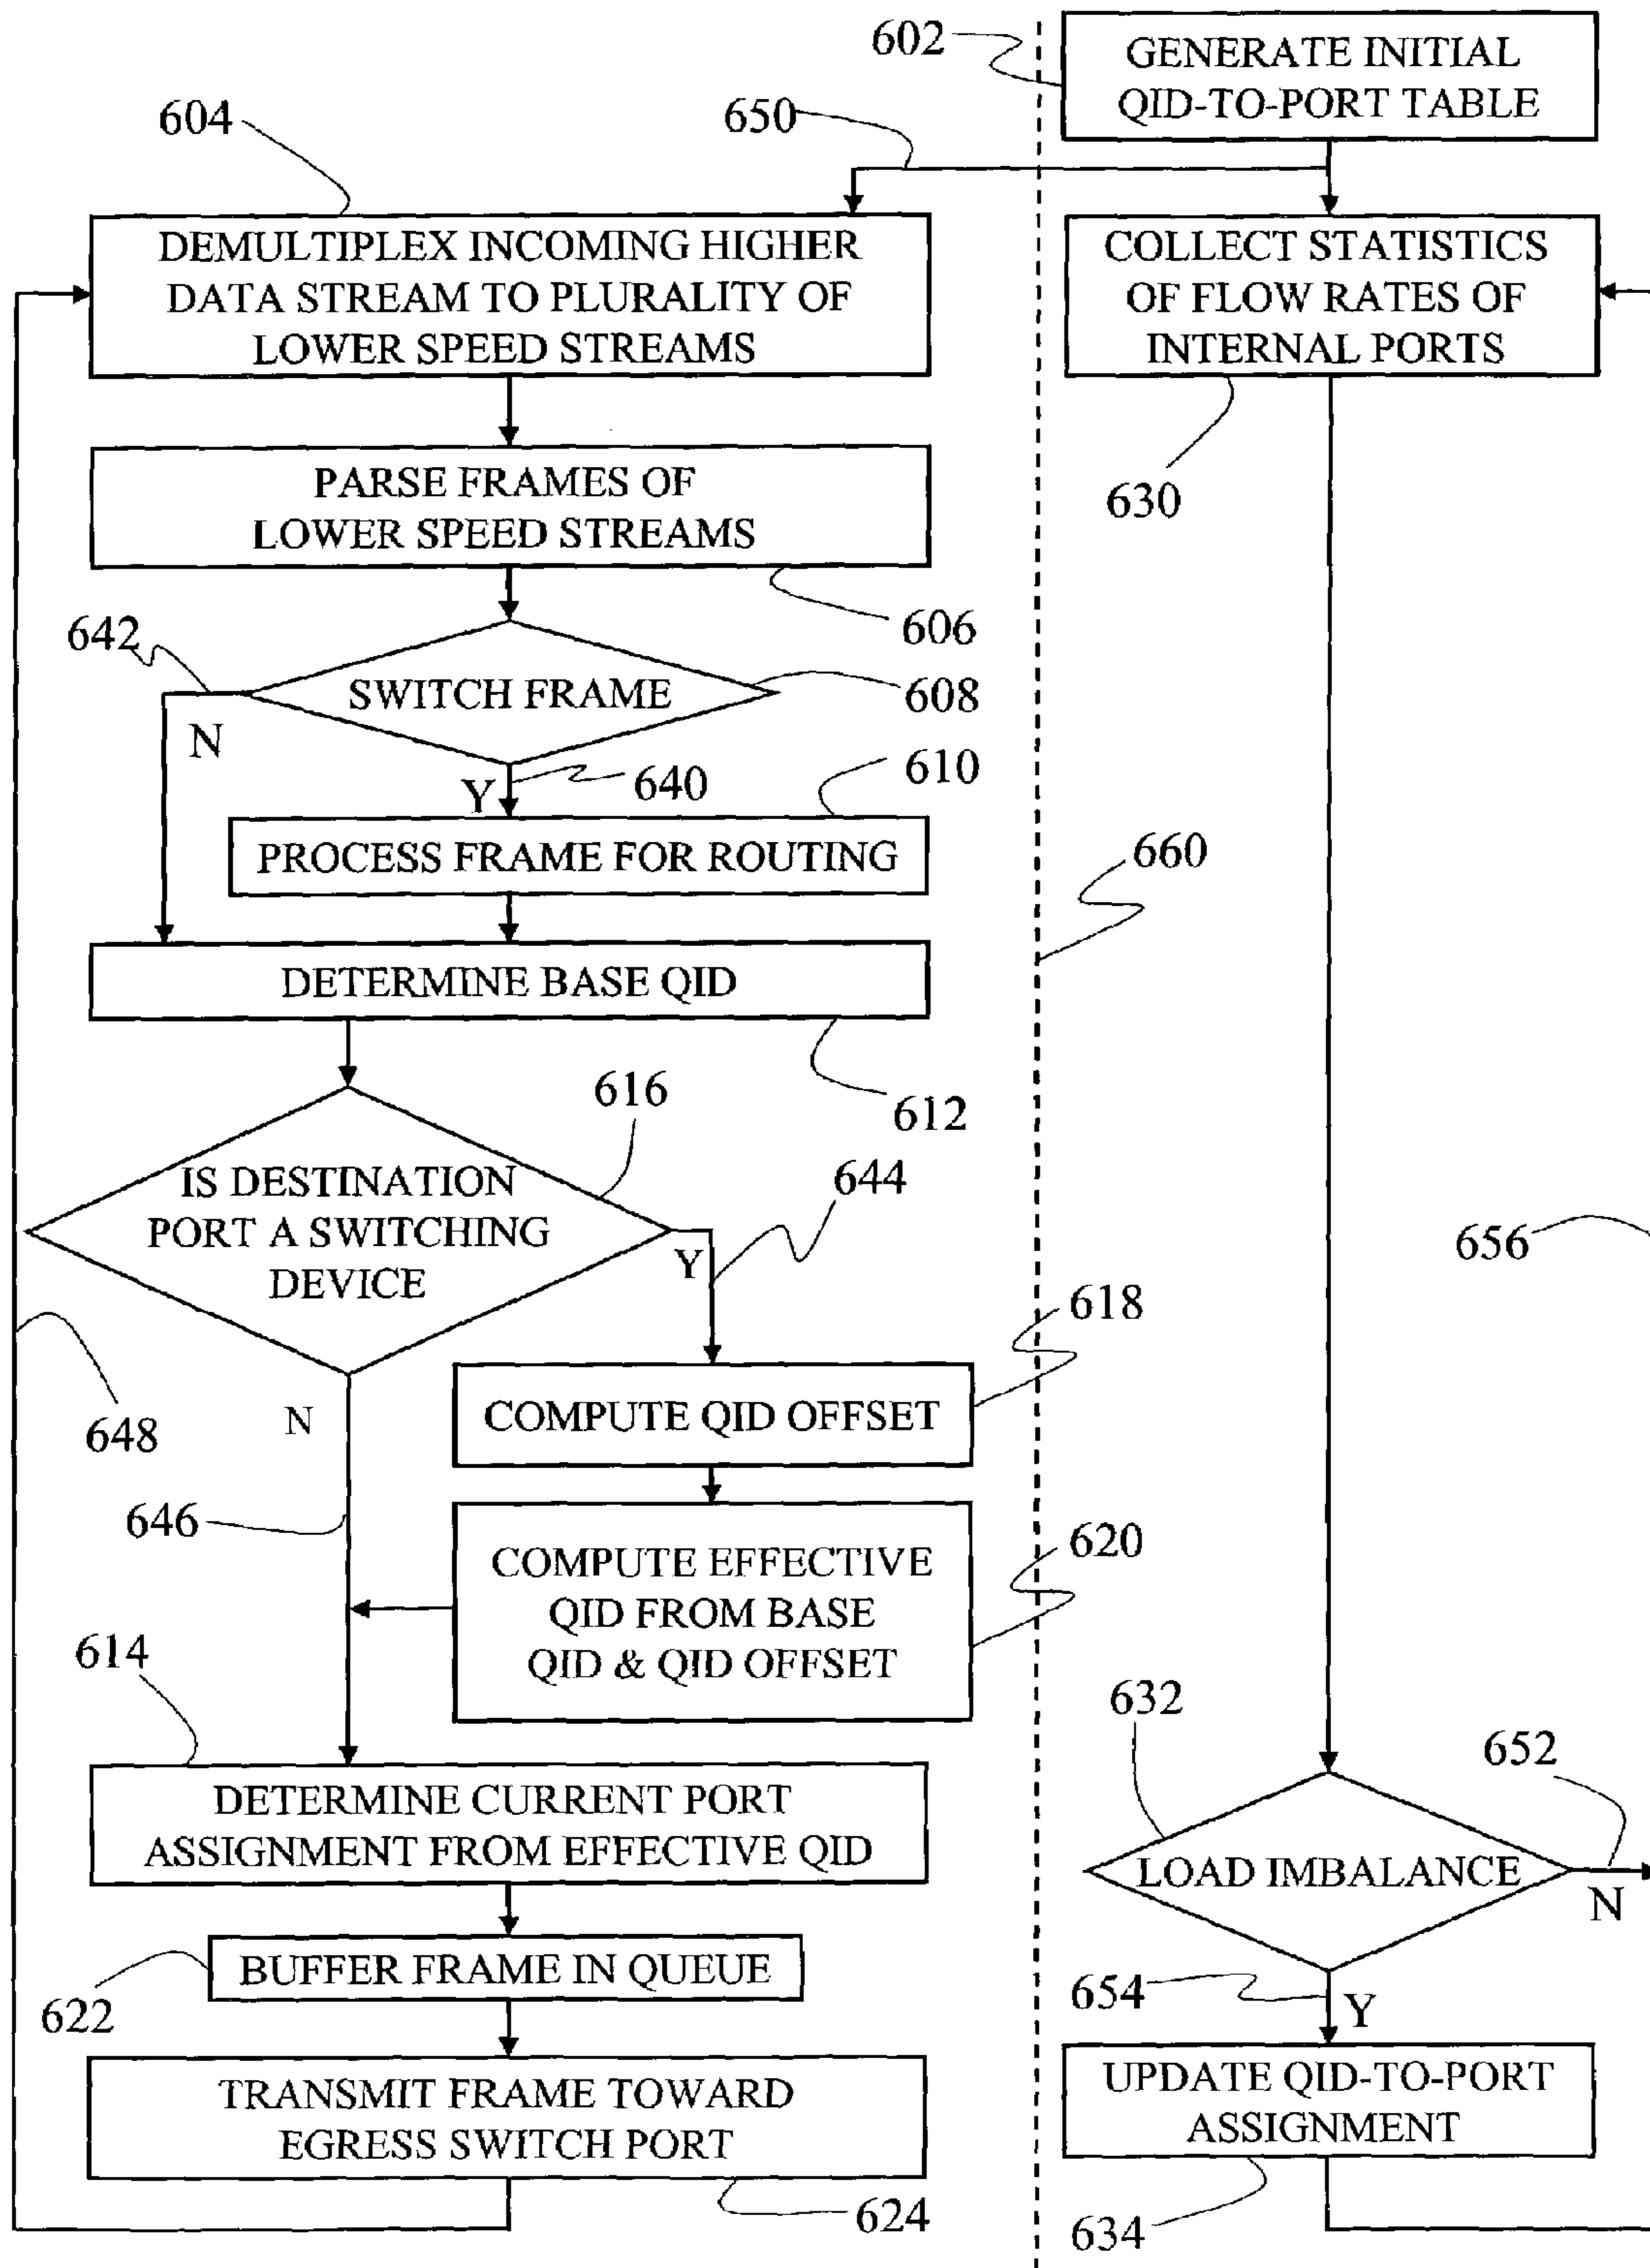 602
GENERATE INITIAL
QID-TO-PORT TABLE
604
650
DEMULTIPLEX INCOMING HIGHER
DATA STREAM TO PLURALITY OF
LOWER SPEED STREAMS
COLLECT STATISTICS
OF FLOW RATES OF
INTERNAL PORTS
630
PARSE FRAMES OF
LOWER SPEED STREAMS
606
642
SWITCH FRAME
608
N
Y
640
610
PROCESS FRAME FOR ROUTING
660
DETERMINE BASE QID
612
616
IS DESTINATION
PORT A SWITCHING
DEVICE
644
Y
656
618
648
N
COMPUTE QID OFFSET
646
620
COMPUTE EFFECTIVE
QID FROM BASE
QID & QID OFFSET
614
DETERMINE CURRENT PORT
ASSIGNMENT FROM EFFECTIVE QID
632
652
LOAD IMBALANCE
N
BUFFER FRAME IN QUEUE
622
654
Y
TRANSMIT FRAME TOWARD
EGRESS SWITCH PORT
624
UPDATE QID-TO-PORT
ASSIGNMENT
634